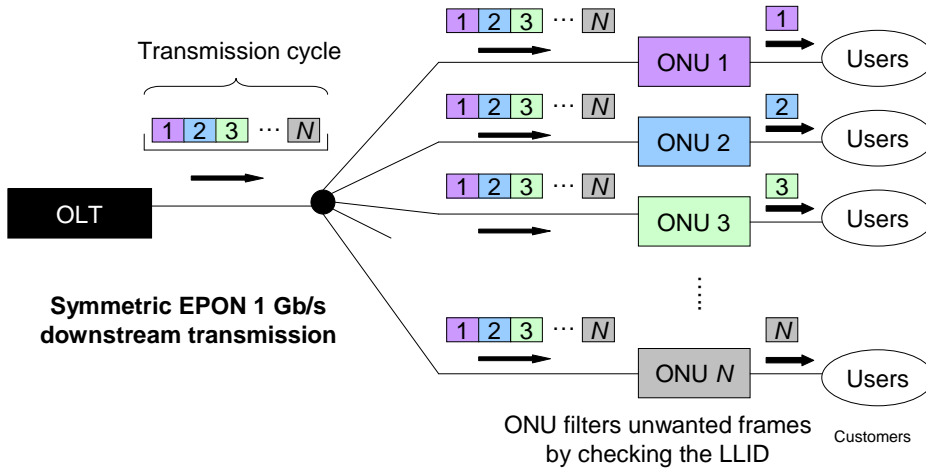 1 2 3 ··· N
1
Transmission cycle
ONU 1
Users
1 2 3 ··· N
1 2 3 ··· N
2
ONU 2
Users
1 2 3 ··· N
3
OLT
ONU 3
Users
Symmetric EPON 1 Gb/s
downstream transmission
1 2 3 ··· N
N
ONU N
Users
ONU filters unwanted frames
by checking the LLID
Customers